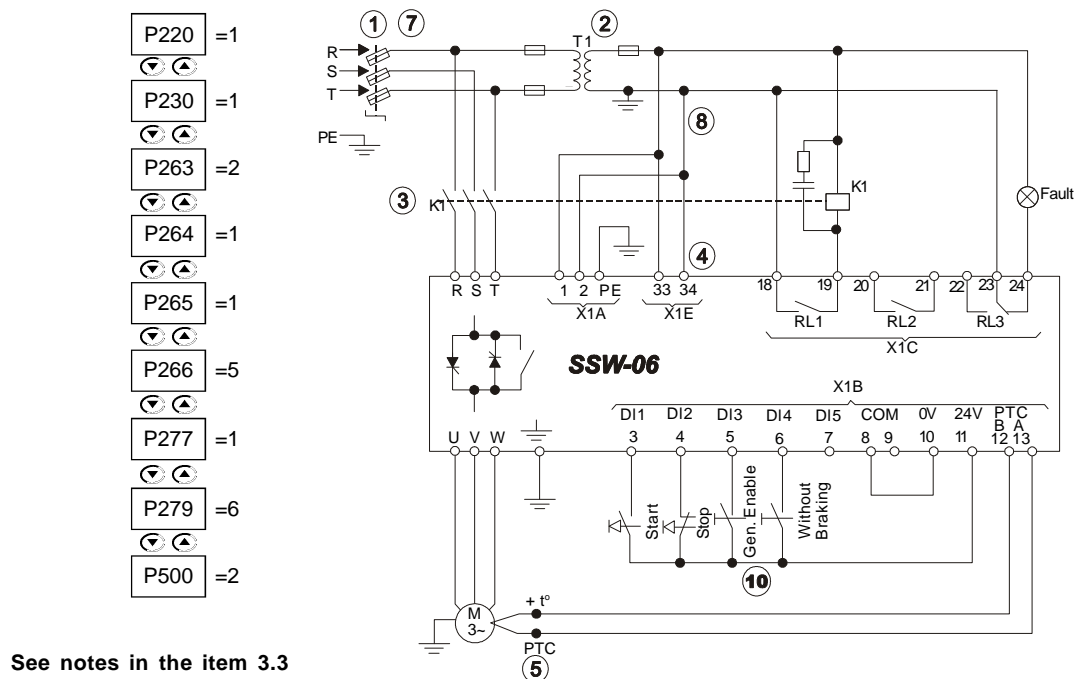 P220 =1
P230 =1
P263 =2
P264 =1
P265 =1
P266 =5
P277 =1
P279 =6
P500 =2
See notes in the item 3.3
1 7 2
R
S
T
T1
PE
8
3
K1
K1
Fault
4
R S T 1 2 PE 33 34 18 19 20 21 22 23 24
X1A X1E RL1 RL2 RL3
X1C
SSW-06
X1B
DI1 DI2 DI3 DI4 DI5 COM 0V 24V PTC
B A
U V W 3 4 5 6 7 8 9 10 11 12 13
Start
Stop
Gen. Enable
Without
Braking
10
M
3~
+ tº
PTC
5